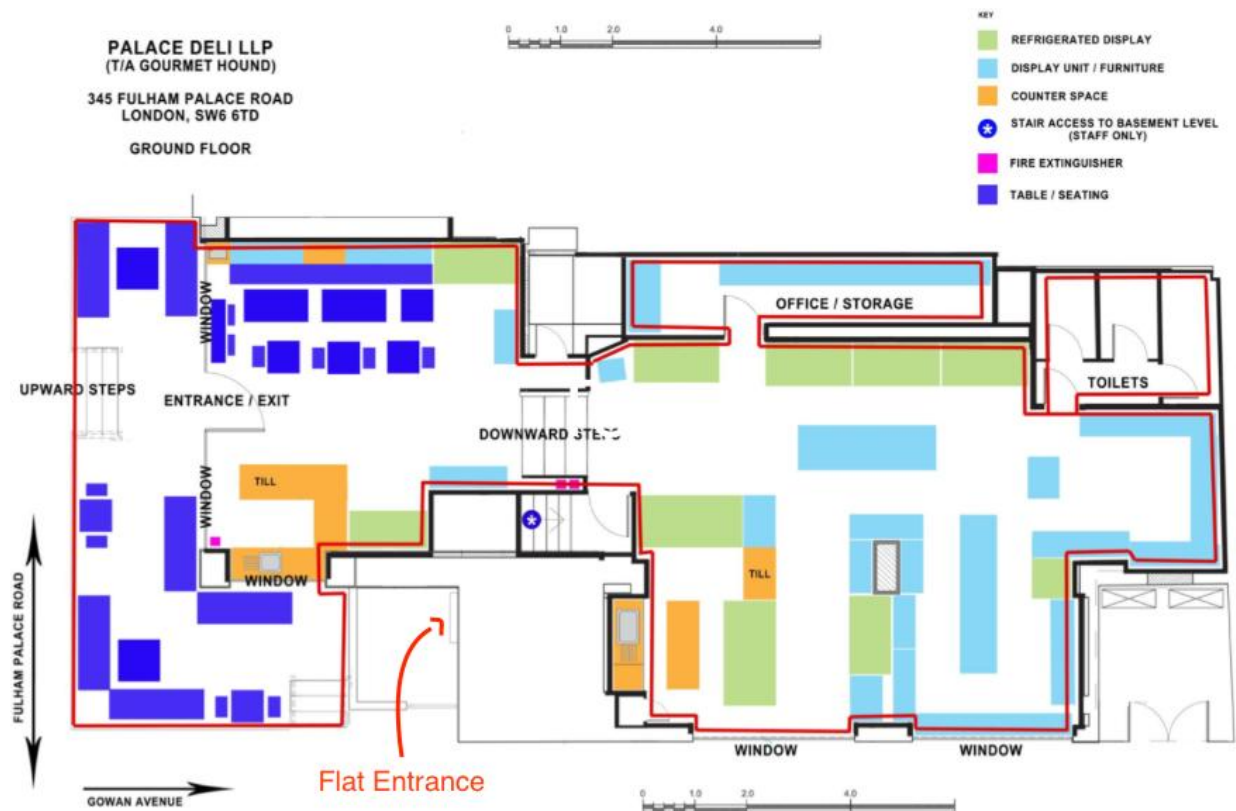 PALACE DELI LLP
(T/A GOURMET HOUND)
345 FULHAM PALACE ROAD
LONDON, SW6 6TD
GROUND FLOOR
0 1.0 2.0 4.0
KEY
REFRIGERATED DISPLAY
DISPLAY UNIT / FURNITURE
COUNTER SPACE
STAIR ACCESS TO BASEMENT LEVEL
(STAFF ONLY)
FIRE EXTINGUISHER
TABLE / SEATING
WINDOW
OFFICE / STORAGE
UPWARD STEPS
ENTRANCE / EXIT
TOILETS
DOWNWARD STEPS
WINDOW
TILL
WINDOW
TILL
FULHAM PALACE ROAD
WINDOW
WINDOW
Flat Entrance
GOWAN AVENUE
0 1.0 2.0 4.0